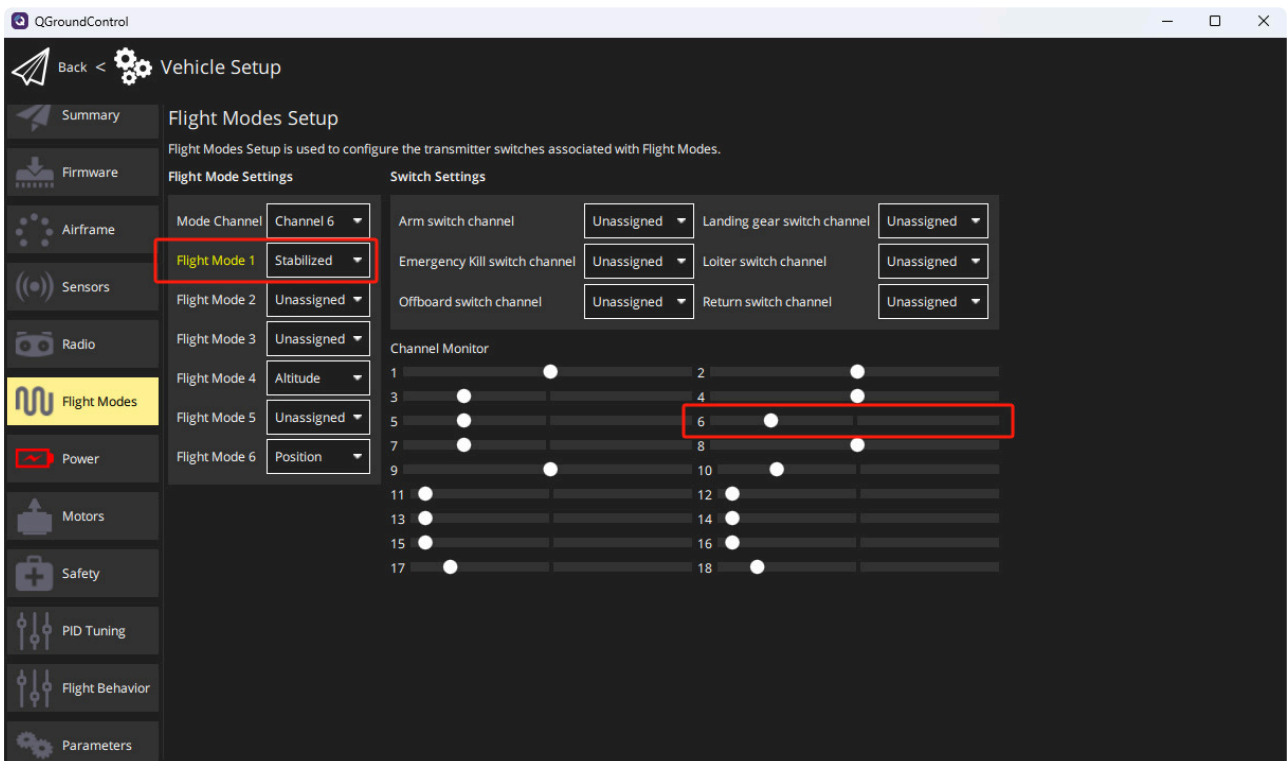 QGroundControl
Back < Vehicle Setup
Summary
Firmware
Airframe
Sensors
Radio
Flight Modes
Power
Motors
Safety
PID Tuning
Flight Behavior
Parameters
Flight Modes Setup
Flight Modes Setup is used to configure the transmitter switches associated with Flight Modes.
Flight Mode Settings
Mode Channel Channel 6
Flight Mode 1 Stabilized
Flight Mode 2 Unassigned
Flight Mode 3 Unassigned
Flight Mode 4 Altitude
Flight Mode 5 Unassigned
Flight Mode 6 Position
Switch Settings
Arm switch channel Unassigned Landing gear switch channel Unassigned
Emergency Kill switch channel Unassigned Loiter switch channel Unassigned
Offboard switch channel Unassigned Return switch channel Unassigned
Channel Monitor
1 2
3 4
5 6
7 8
9 10
11 12
13 14
15 16
17 18